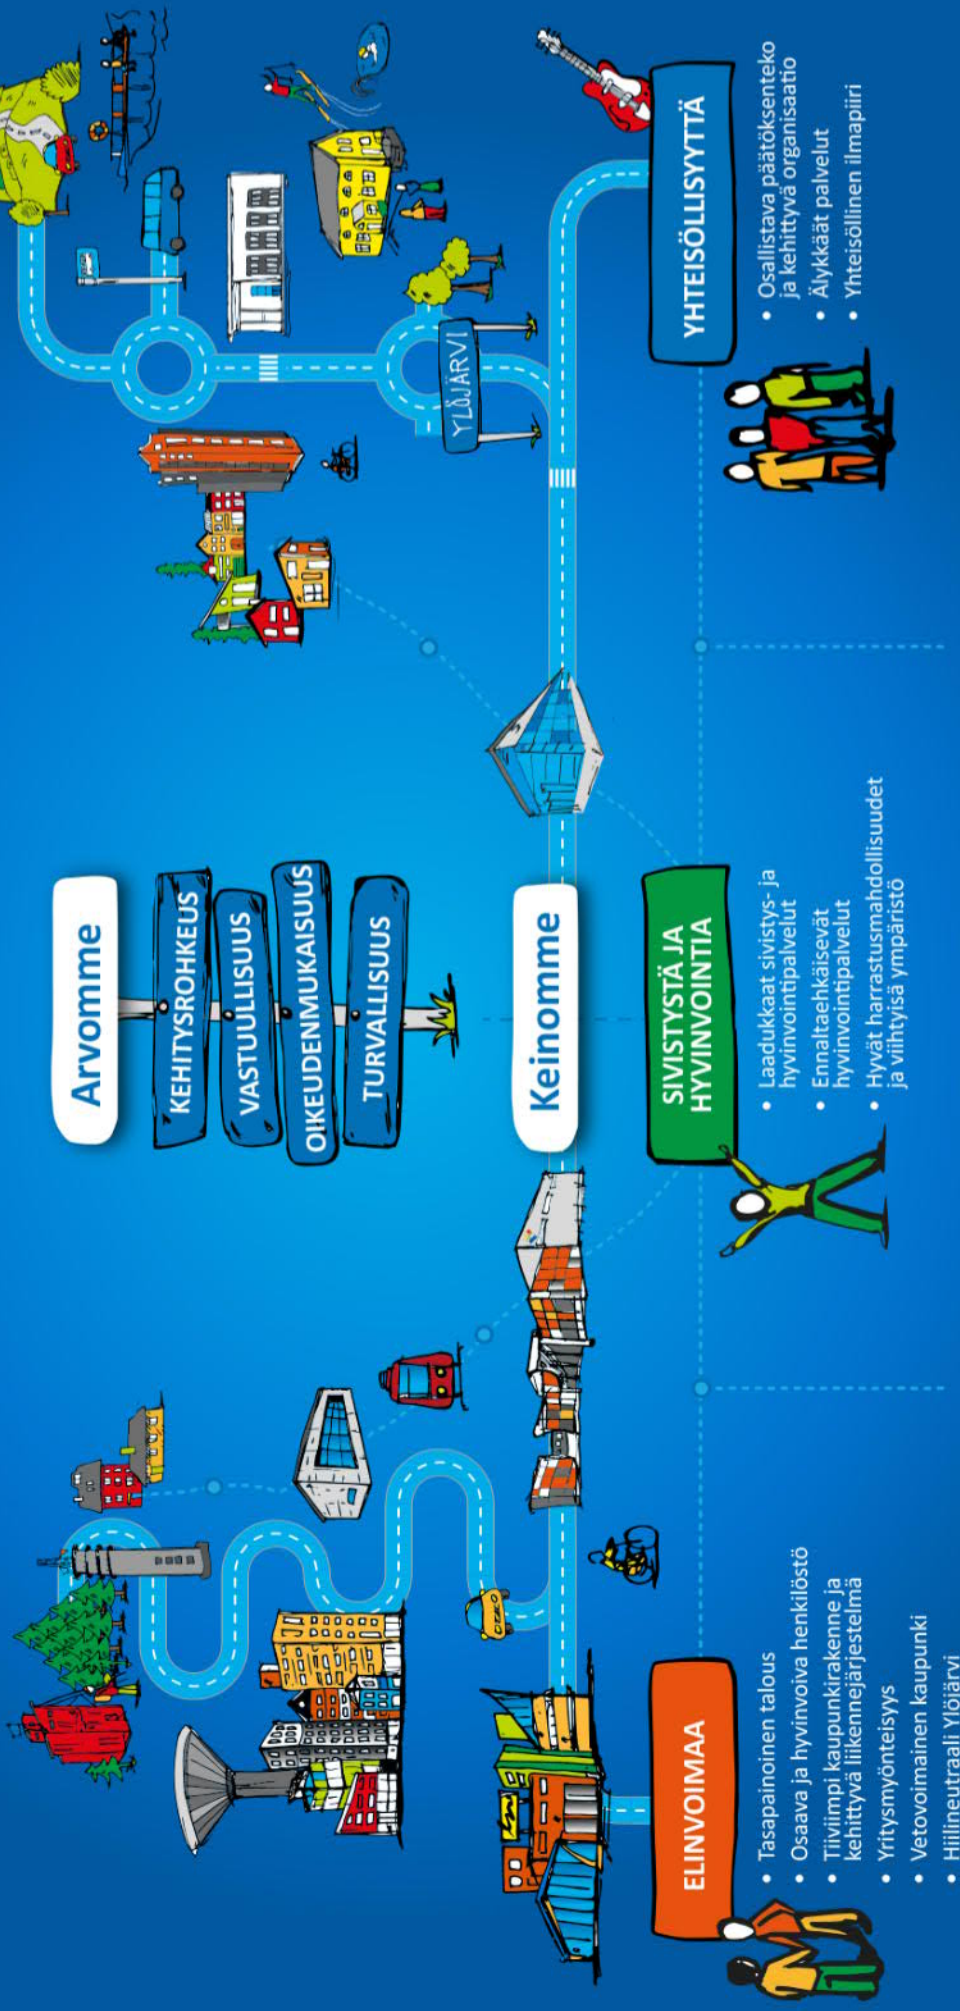 Arvomme
KEHITYSROHKEUS
VASTUULLISUUS
OIKEUDENMUKAISUUS
TURVALLISUUS
YLÖJÄRVI
Keinomme
ELINVOIMAA
• Tasapainoinen talous
• Osaava ja hyvinvoiva henkilöstö
• Tiiviimpi kaupunkirakenne ja
kehittyvä liikennejärjestelmä
• Yritysmyönteisyys
• Vetovoimainen kaupunki
• Hiilineutraali Ylöjärvi
SIVISTYSTÄ JA
HYVINVOINTIA
• Laadukkaat sivistys- ja
hyvinvointipalvelut
• Ennaltaehkäisevät
hyvinvointipalvelut
• Hyvät harrastusmahdollisuudet
ja viihtyisä ympäristö
YHTEISÖLLISYYTTÄ
• Osallistava päätöksenteko
ja kehittyvä organisaatio
• Älykkäät palvelut
• Yhteisöllinen ilmapiiri